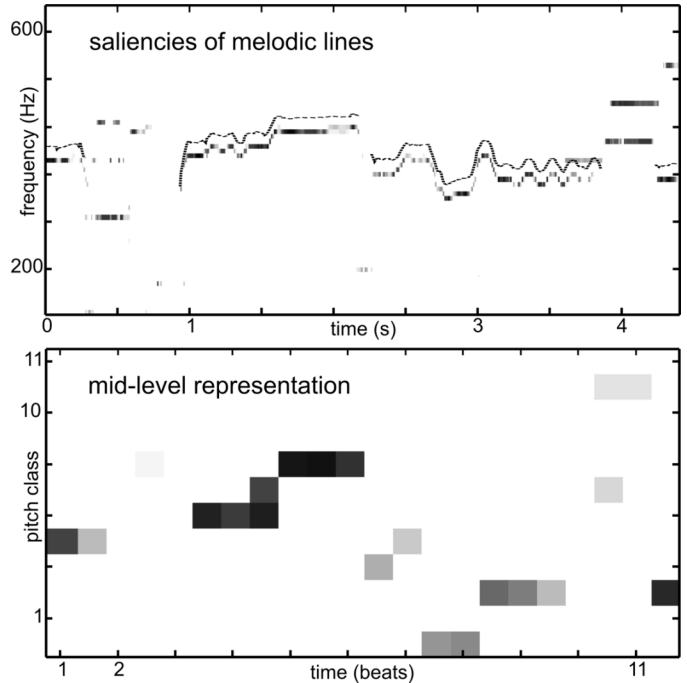 600
saliencies of melodic lines
frequency (Hz)
200
0 1 3 4
time (s)
11
mid-level representation
10
pitch class
1
1 2 11
time (beats)